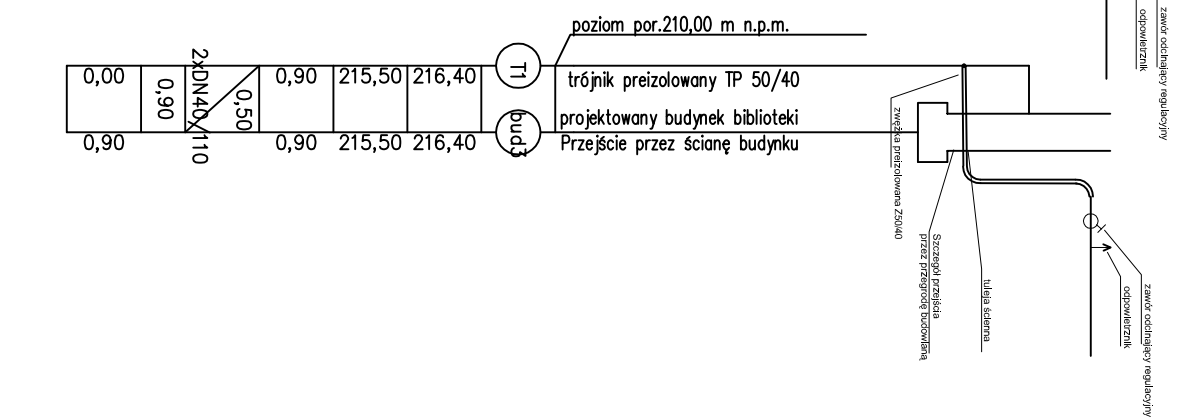 poziom por.210,00 m n.p.m.
0,00
0,90
2xDN40/110
0,50
0,90
215,50
216,40
T1
trójnik preizolowany TP 50/40
projektowany budynek biblioteki
0,90
0,90
215,50
216,40
bud3
Przejście przez ścianę budynku
zwężka preizolowana Z50/40
Szczegół przejścia
przez przegrodę budowlaną
tuleja ścienna
odpowietrznik
zawór odcinający regulacyjny
odpowietrznik
zawór odcinający regulacyjny